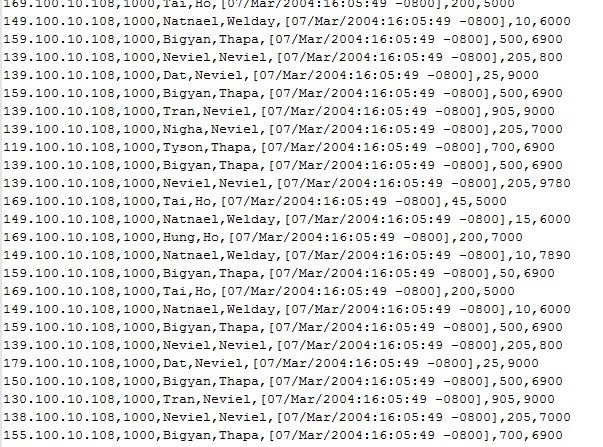 169.100.10.108,1000,Tai,Ho,[07/Mar/2004:16:05:49 -0800],200,5000
149.100.10.108,1000,Natnael,Welday,[07/Mar/2004:16:05:49 -0800],10,6000
159.100.10.108,1000,Bigyan,Thapa,[07/Mar/2004:16:05:49 -0800],500,6900
139.100.10.108,1000,Neviel,Neviel,[07/Mar/2004:16:05:49 -0800],205,800
139.100.10.108,1000,Dat,Neviel,[07/Mar/2004:16:05:49 -0800],25,9000
159.100.10.108,1000,Bigyan,Thapa,[07/Mar/2004:16:05:49 -0800],500,6900
139.100.10.108,1000,Tran,Neviel,[07/Mar/2004:16:05:49 -0800],905,9000
139.100.10.108,1000,Nigha,Neviel,[07/Mar/2004:16:05:49 -0800],205,7000
119.100.10.108,1000,Tyson,Thapa,[07/Mar/2004:16:05:49 -0800],700,6900
139.100.10.108,1000,Bigyan,Thapa,[07/Mar/2004:16:05:49 -0800],500,6900
139.100.10.108,1000,Neviel,Neviel,[07/Mar/2004:16:05:49 -0800],205,9780
169.100.10.108,1000,Tai,Ho,[07/Mar/2004:16:05:49 -0800],45,5000
149.100.10.108,1000,Natnael,Welday,[07/Mar/2004:16:05:49 -0800],15,6000
169.100.10.108,1000,Hung,Ho,[07/Mar/2004:16:05:49 -0800],200,7000
149.100.10.108,1000,Natnael,Welday,[07/Mar/2004:16:05:49 -0800],10,7890
159.100.10.108,1000,Bigyan,Thapa,[07/Mar/2004:16:05:49 -0800],50,6900
169.100.10.108,1000,Tai,Ho,[07/Mar/2004:16:05:49 -0800],200,5000
149.100.10.108,1000,Natnael,Welday,[07/Mar/2004:16:05:49 -0800],10,6000
159.100.10.108,1000,Bigyan,Thapa,[07/Mar/2004:16:05:49 -0800],500,6900
139.100.10.108,1000,Neviel,Neviel,[07/Mar/2004:16:05:49 -0800],205,800
179.100.10.108,1000,Dat,Neviel,[07/Mar/2004:16:05:49 -0800],25,9000
150.100.10.108,1000,Bigyan,Thapa,[07/Mar/2004:16:05:49 -0800],500,6900
130.100.10.108,1000,Tran,Neviel,[07/Mar/2004:16:05:49 -0800],905,9000
138.100.10.108,1000,Neviel,Neviel,[07/Mar/2004:16:05:49 -0800],205,7000
155.100.10.108,1000,Bigyan,Thapa,[07/Mar/2004:16:05:49 -0800],700,6900